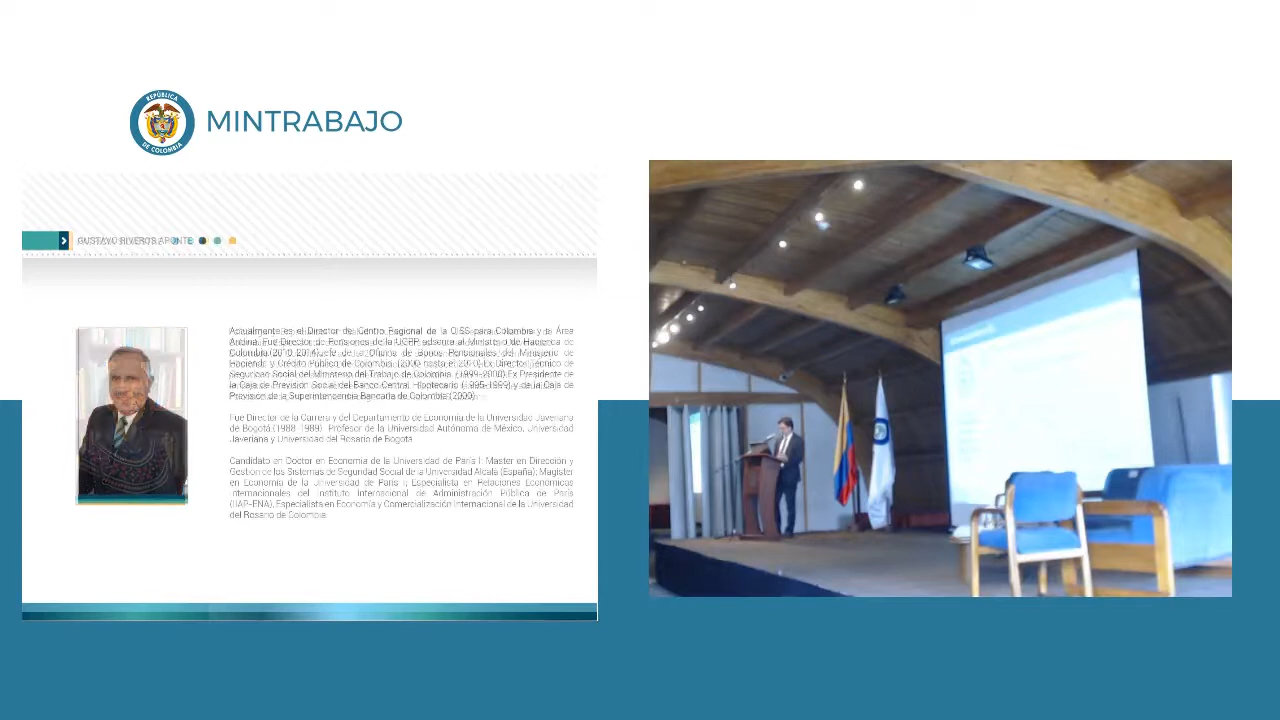 REPÚBLICA
DE COLOMBIA
MINTRABAJO
GUSTAVO RIVEROS APONTE
Actualmente es el Director de Centro Regional de la OISS para Colombia y la Área
Andina. Fue Director de Pensiones de la UGPP adscrita al Ministerio de Hacienda de
Colombia (2010-2014), Jefe de la Oficina de Bonos Pensionales del Ministerio de
Hacienda y Crédito Público de Colombia. (2000 hasta el 2010) Ex Director Técnico de
Seguridad Social del Ministerio del Trabajo de Colombia. (1999-2000) Ex Presidente de
la Caja de Previsión Social del Banco Central Hipotecario (1995-1999) y de la Caja de
Previsión de la Superintendencia Bancaria de Colombia (2000).
Fue Director de la Carrera y del Departamento de Economía de la Universidad Javeriana
de Bogotá (1988-1989). Profesor de la Universidad Autónoma de México, Universidad
Javeriana y Universidad del Rosario de Bogotá
Candidato en Doctor en Economía de la Universidad de París I; Master en Dirección y
Gestión de los Sistemas de Seguridad Social de la Universidad Alcalá (España); Magister
en Economía de la Universidad de París I; Especialista en Relaciones Económicas
Internacionales del Instituto Internacional de Administración Pública de París
(IIAP-ENA), Especialista en Economía y Comercialización Internacional de la Universidad
del Rosario de Colombia